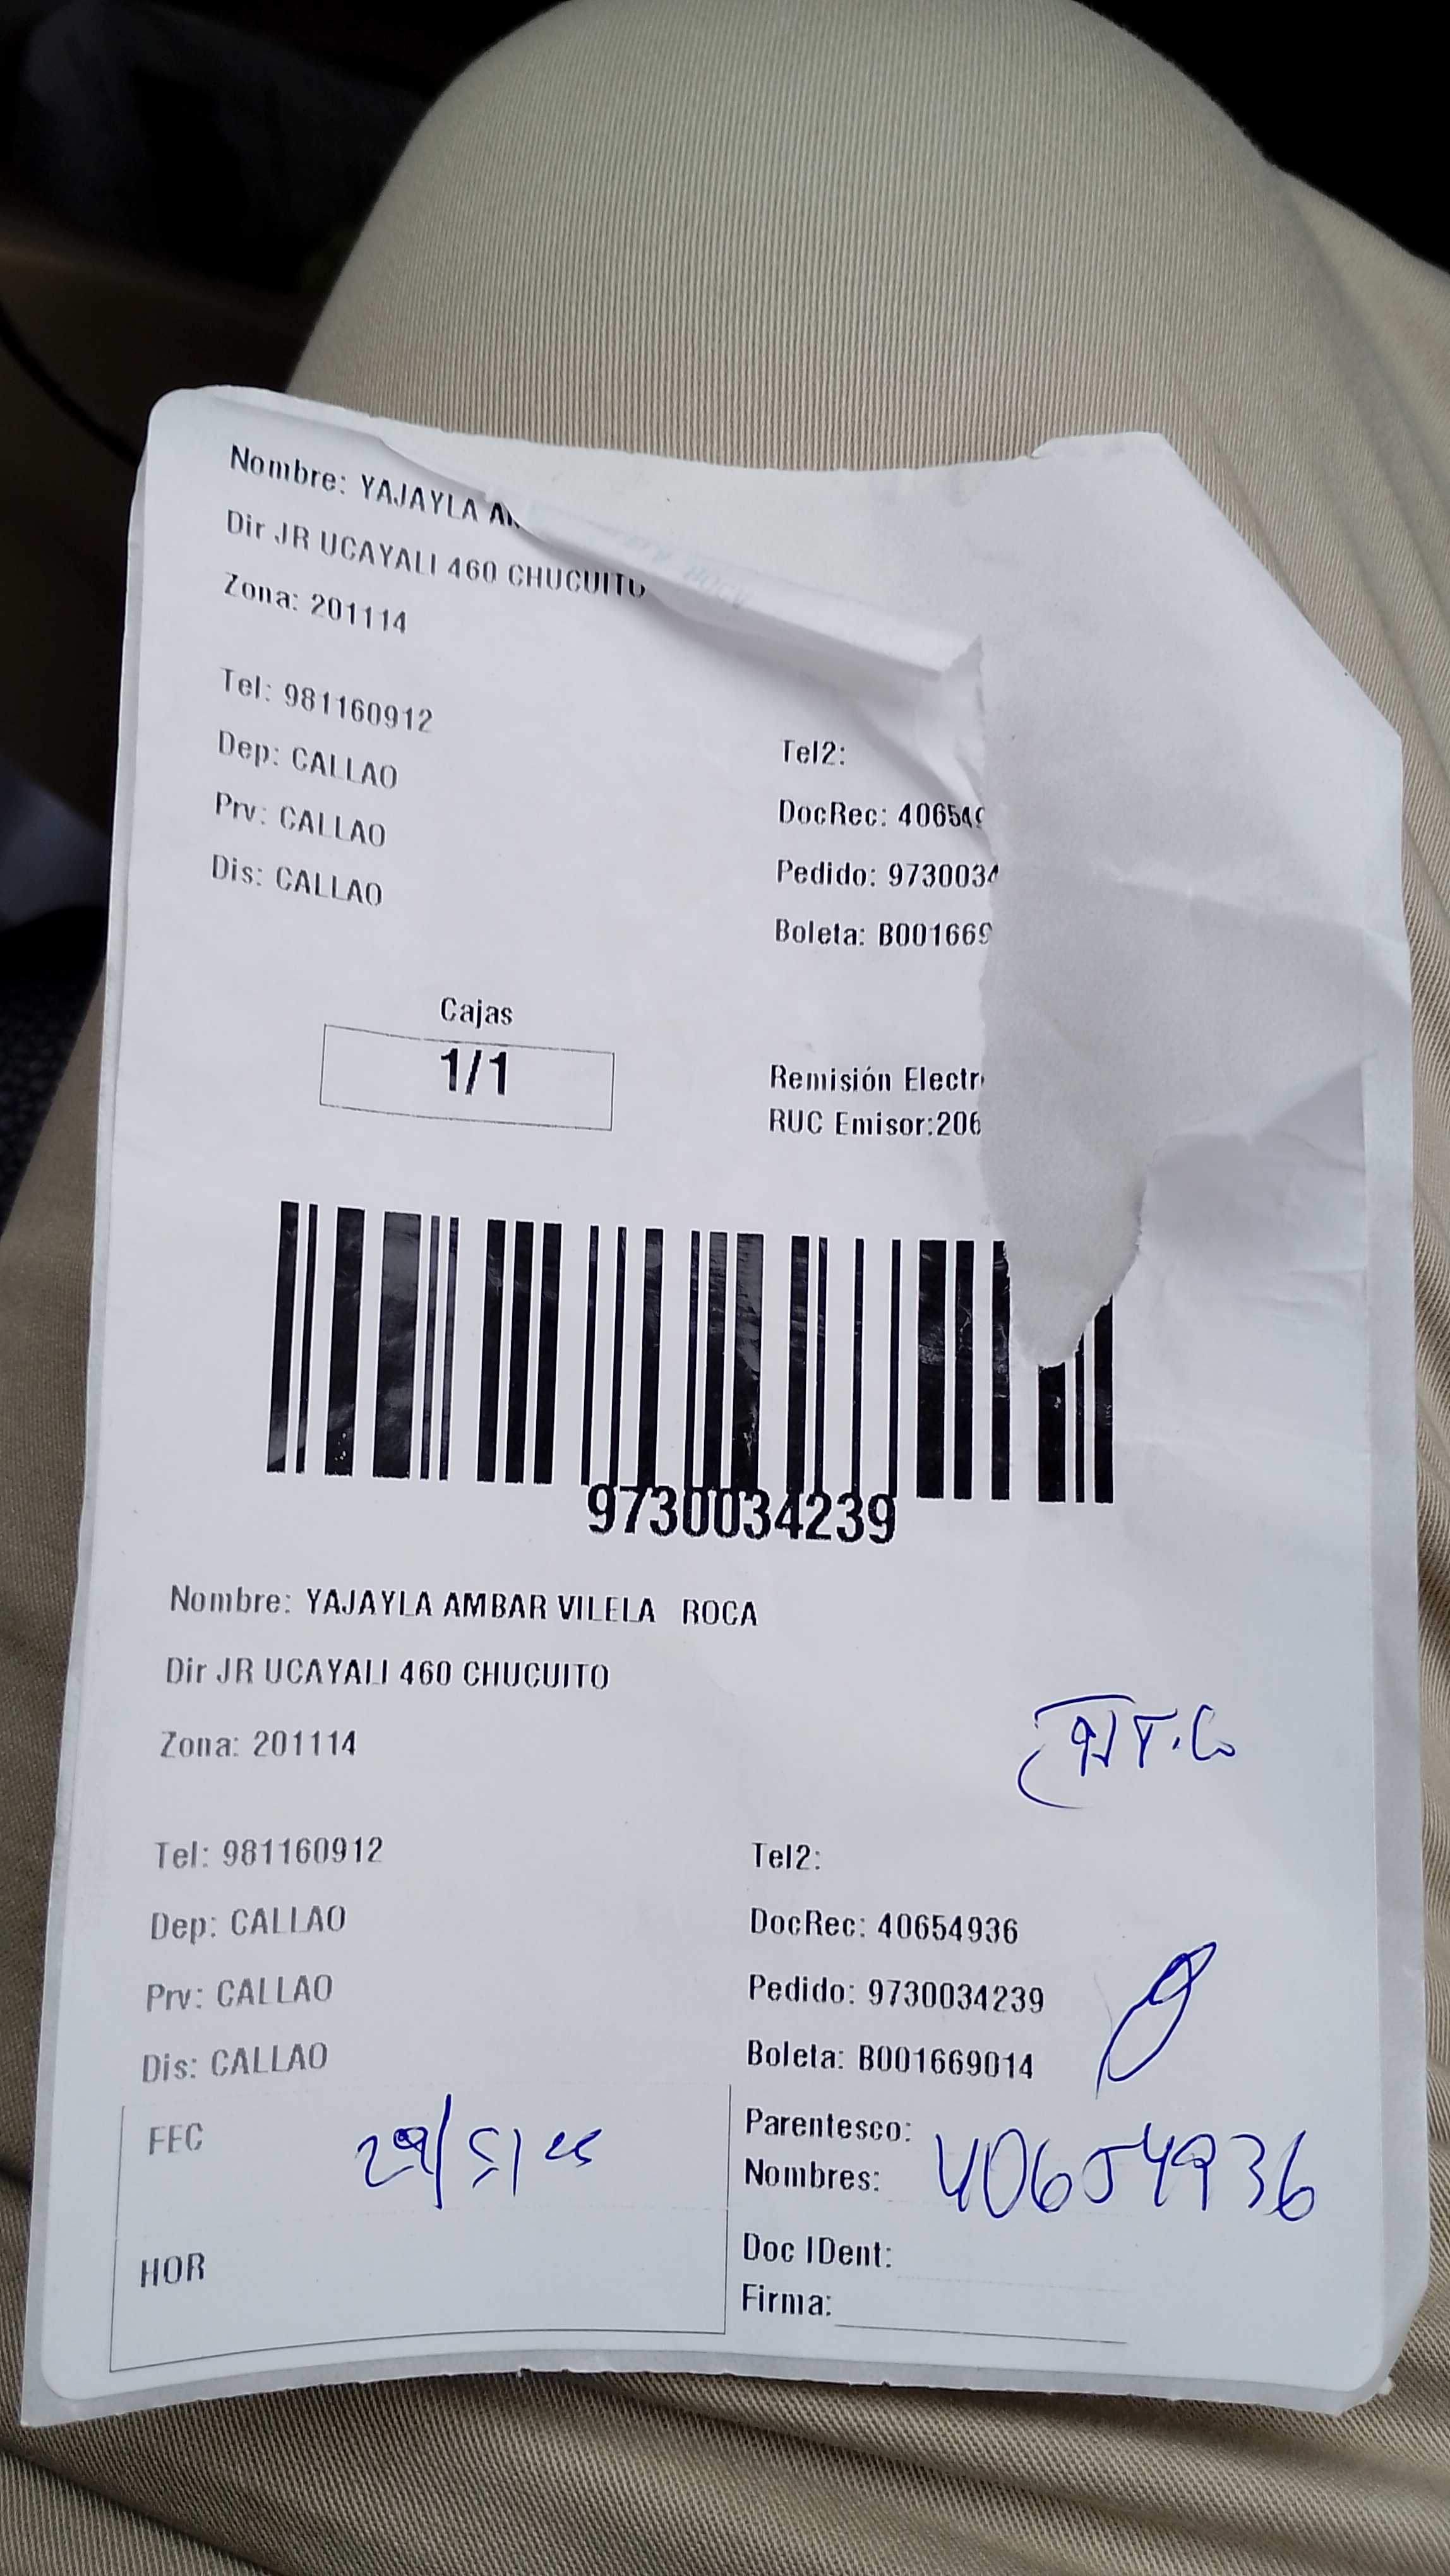 Nombre: YAJAYLA
Dir JR UCAYALI 460 CHUCUITO
Zona: 201114
Tel: 981160912
Tel2:
Dep: CALLAO
DocRec: 40654
Prv: CALLAO
Pedido: 9730034
Dis: CALLAO
Boleta: B001669
Cajas
1/1
Remisión Electr
RUC Emisor:206
9730034239
Nombre: YAJAYLA AMBAR VILELA ROCA
Dir JR UCAYALI 460 CHUCUITO
Zona: 201114
Tel: 981160912
Tel2:
Dep: CALLAO
DocRec: 40654936
Prv: CALLAO
Pedido: 9730034239
Dis: CALLAO
Boleta: B001669014
FEC
Parentesco:
Nombres: 40654936
HOR
Doc IDent:
Firma: